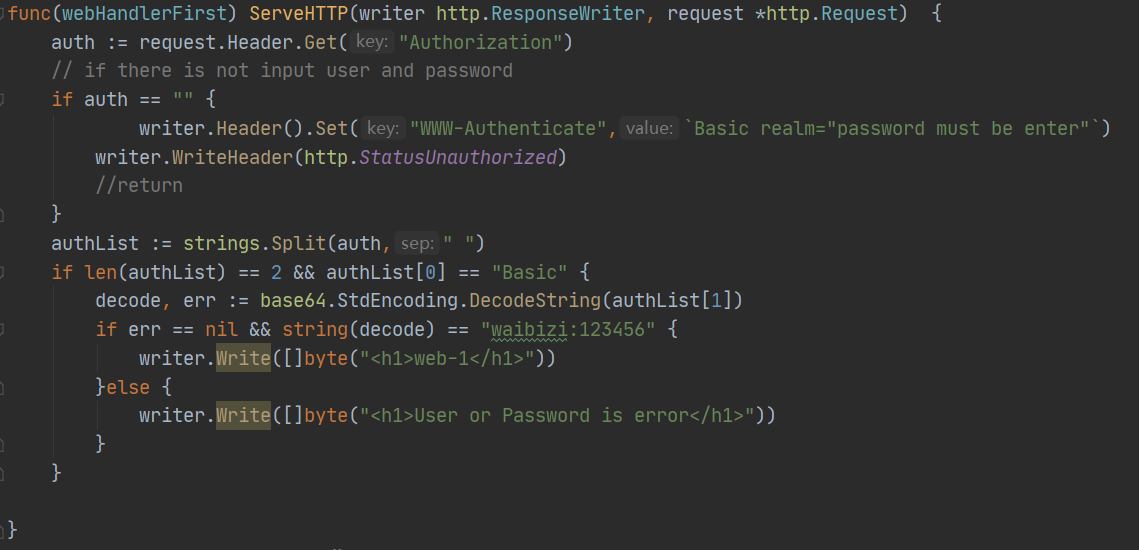 func(webHandlerFirst) ServeHTTP(writer http.ResponseWriter, request *http.Request)  {
    auth := request.Header.Get( key: "Authorization")
    // if there is not input user and password
    if auth == "" {
            writer.Header().Set( key: "WWW-Authenticate", value: `Basic realm="password must be enter"`)
        writer.WriteHeader(http.StatusUnauthorized)
        //return
    }
    authList := strings.Split(auth, sep: " ")
    if len(authList) == 2 && authList[0] == "Basic" {
        decode, err := base64.StdEncoding.DecodeString(authList[1])
        if err == nil && string(decode) == "waibizi:123456" {
            writer.Write([]byte("<h1>web-1</h1>"))
        }else {
            writer.Write([]byte("<h1>User or Password is error</h1>"))
        }
    }
}